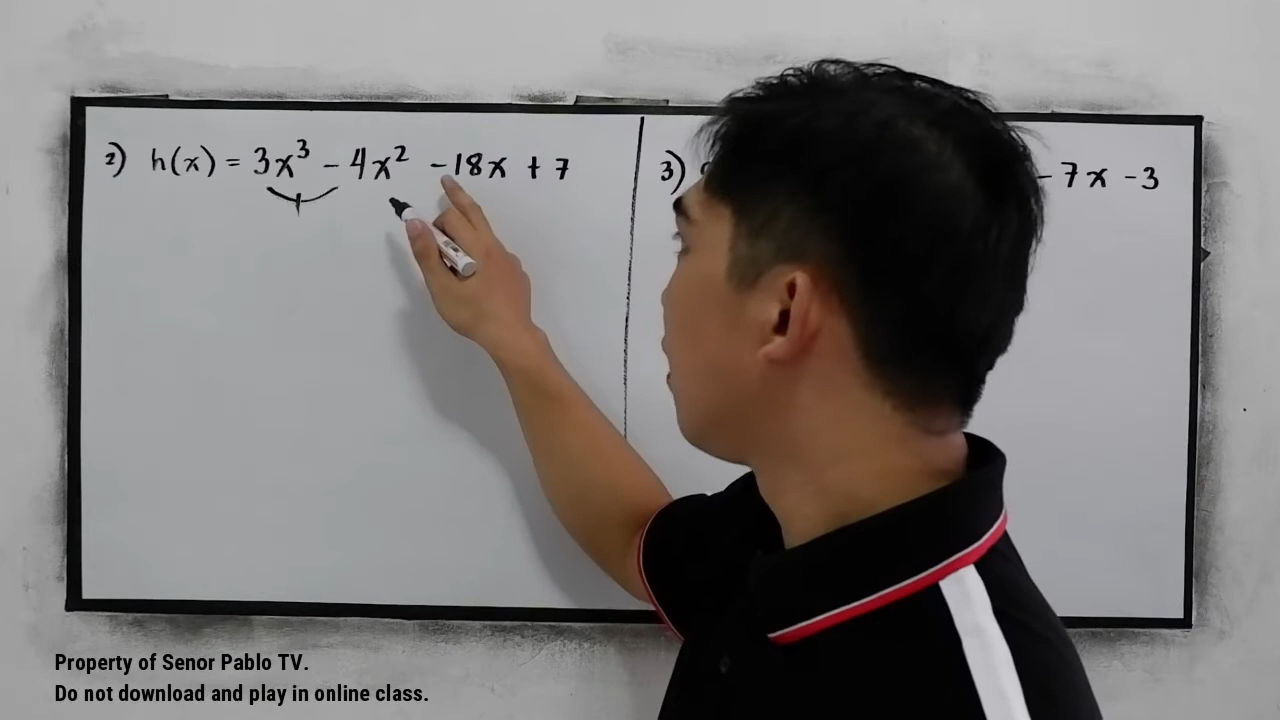 2) h(x) = 3x³ - 4x² - 18x + 7
3)
- 7x - 3
Property of Senor Pablo TV.
Do not download and play in online class.